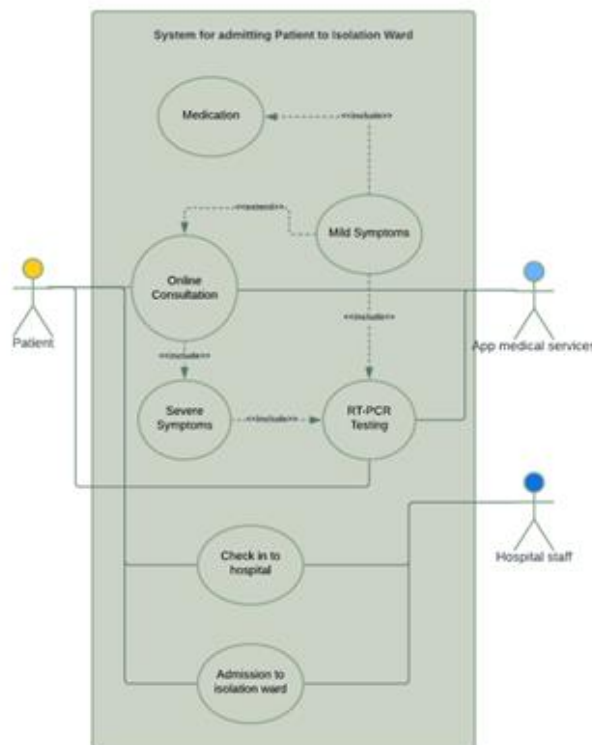 System for admitting Patient to Isolation Ward
Medication
<<include>>
<<extend>>
Mild Symptoms
Online
Consultation
Patient
App medical services
<<include>>
<<include>>
Severe
Symptoms
<<include>>
RT-PCR
Testing
Hospital staff
Check in to
hospital
Admission to
isolation ward